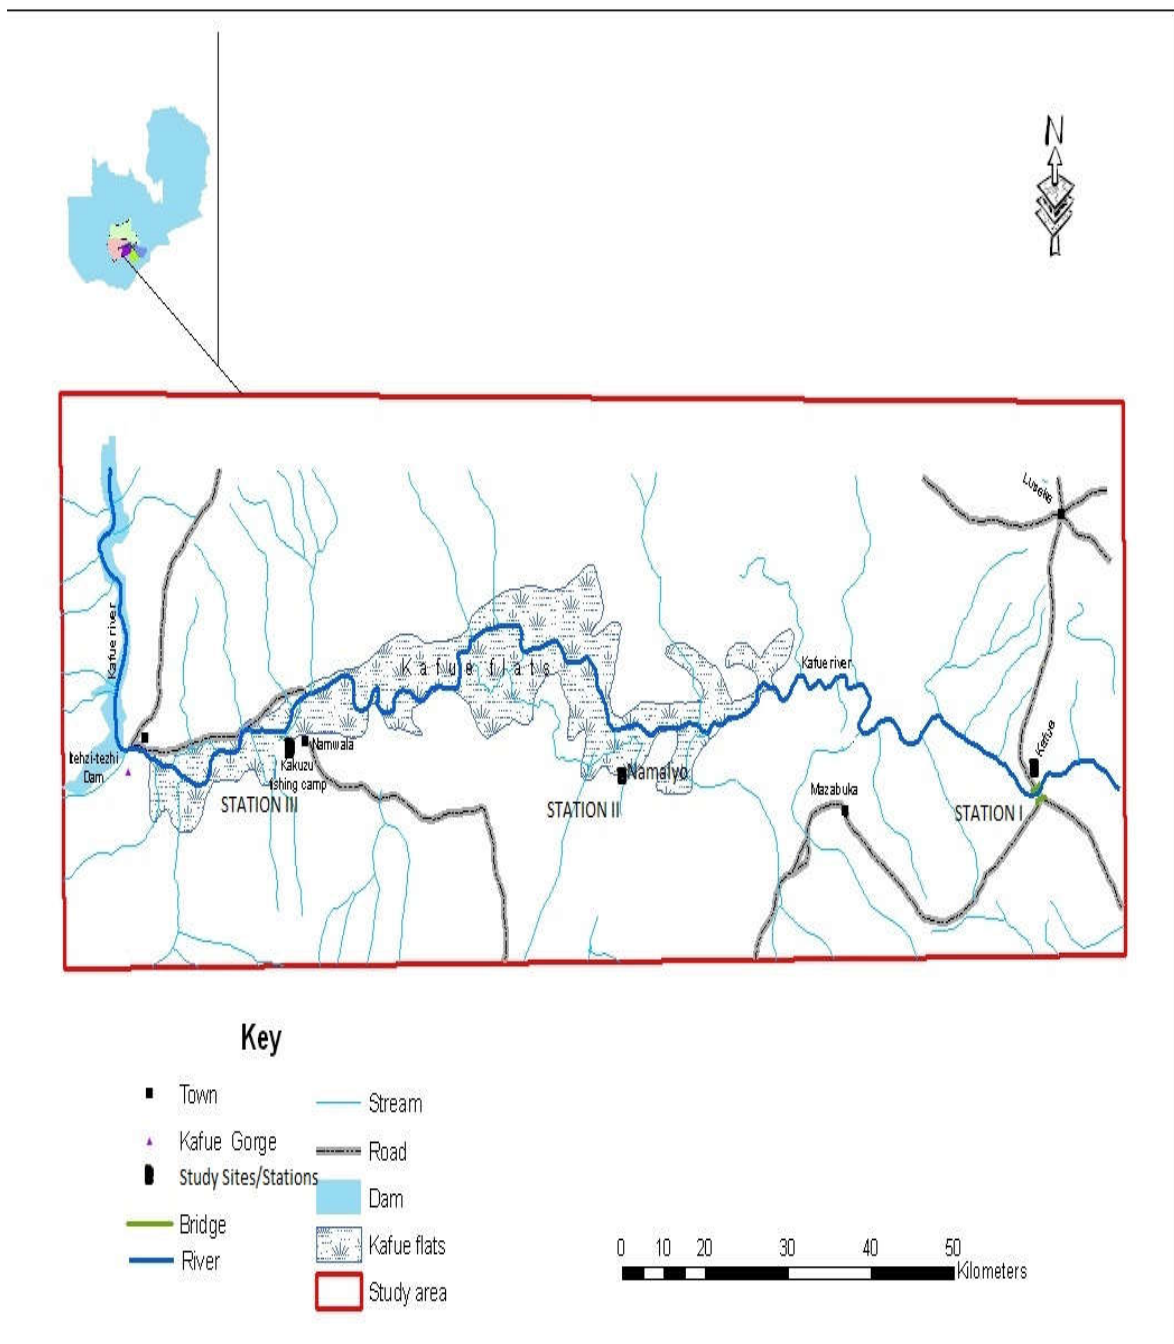 N
Lusaka
Kafue river
Kafue flats
Kafue river
Kafue
Itehzi-tezhi
Dam
Namwala
Kakuzu
fishing camp
STATION III
Namalyo
STATION II
Mazabuka
STATION I
Key
Town
Kafue Gorge
Study Sites/Stations
Bridge
River
Stream
Road
Dam
Kafue flats
Study area
0 10 20 30 40 50
Kilometers